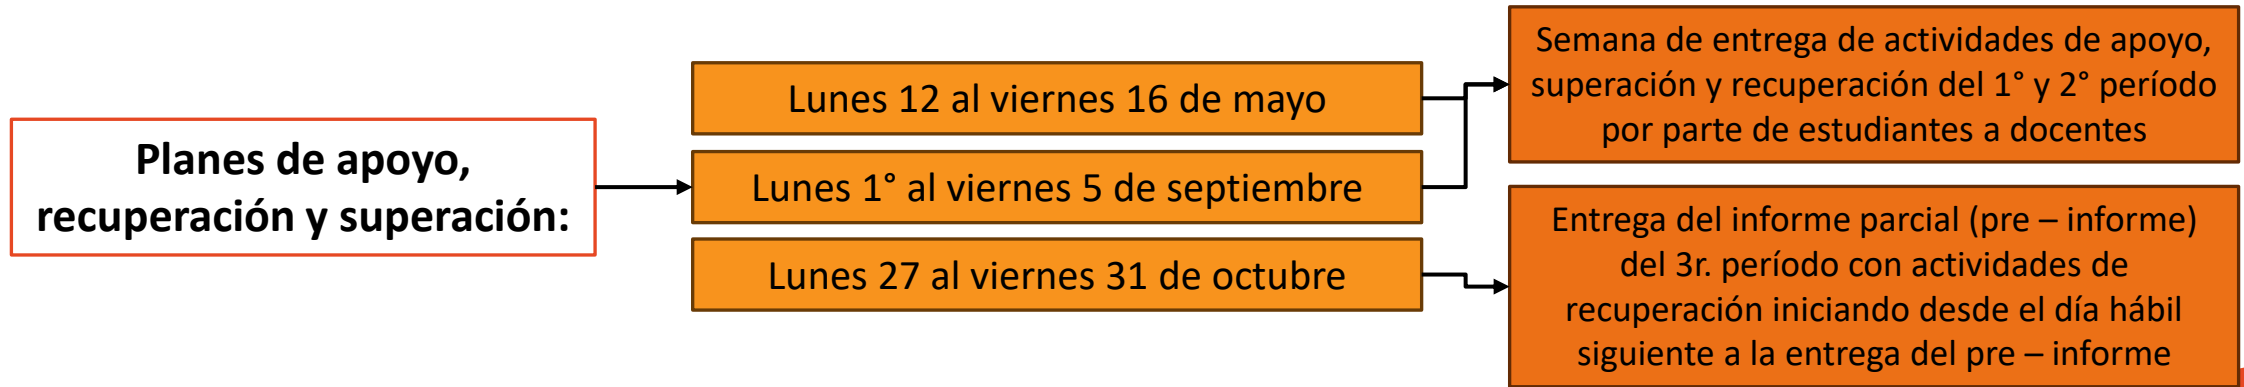 Planes de apoyo,
recuperación y superación:
Lunes 12 al viernes 16 de mayo
Lunes 1° al viernes 5 de septiembre
Lunes 27 al viernes 31 de octubre
Semana de entrega de actividades de apoyo,
superación y recuperación del 1° y 2° período
por parte de estudiantes a docentes
Entrega del informe parcial (pre – informe)
del 3r. período con actividades de
recuperación iniciando desde el día hábil
siguiente a la entrega del pre – informe